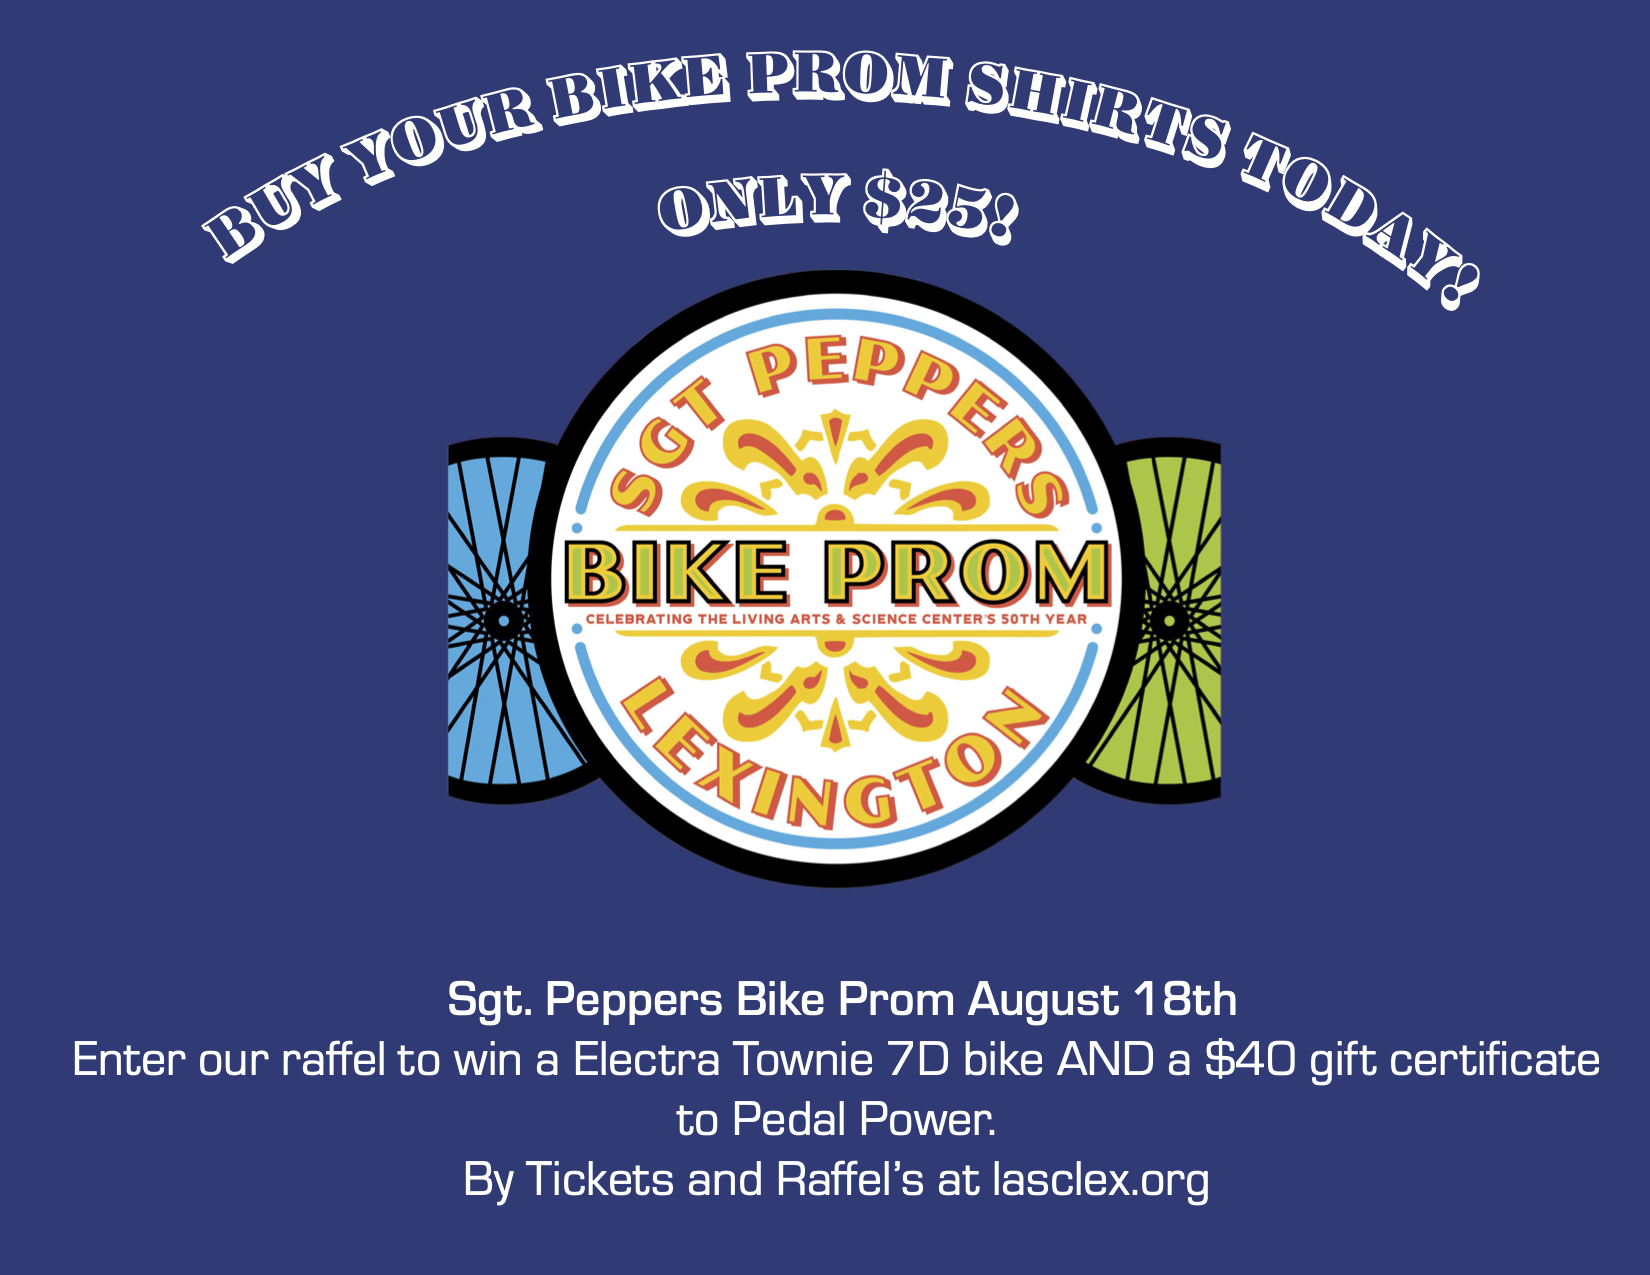 BUY YOUR BIKE PROM SHIRTS TODAY!
ONLY $25!
SGT PEPPERS
BIKE PROM
CELEBRATING THE LIVING ARTS & SCIENCE CENTER'S 50TH YEAR
LEXINGTON
Sgt. Peppers Bike Prom August 18th
Enter our raffel to win a Electra Townie 7D bike AND a $40 gift certificate
to Pedal Power.
By Tickets and Raffel's at lasclex.org